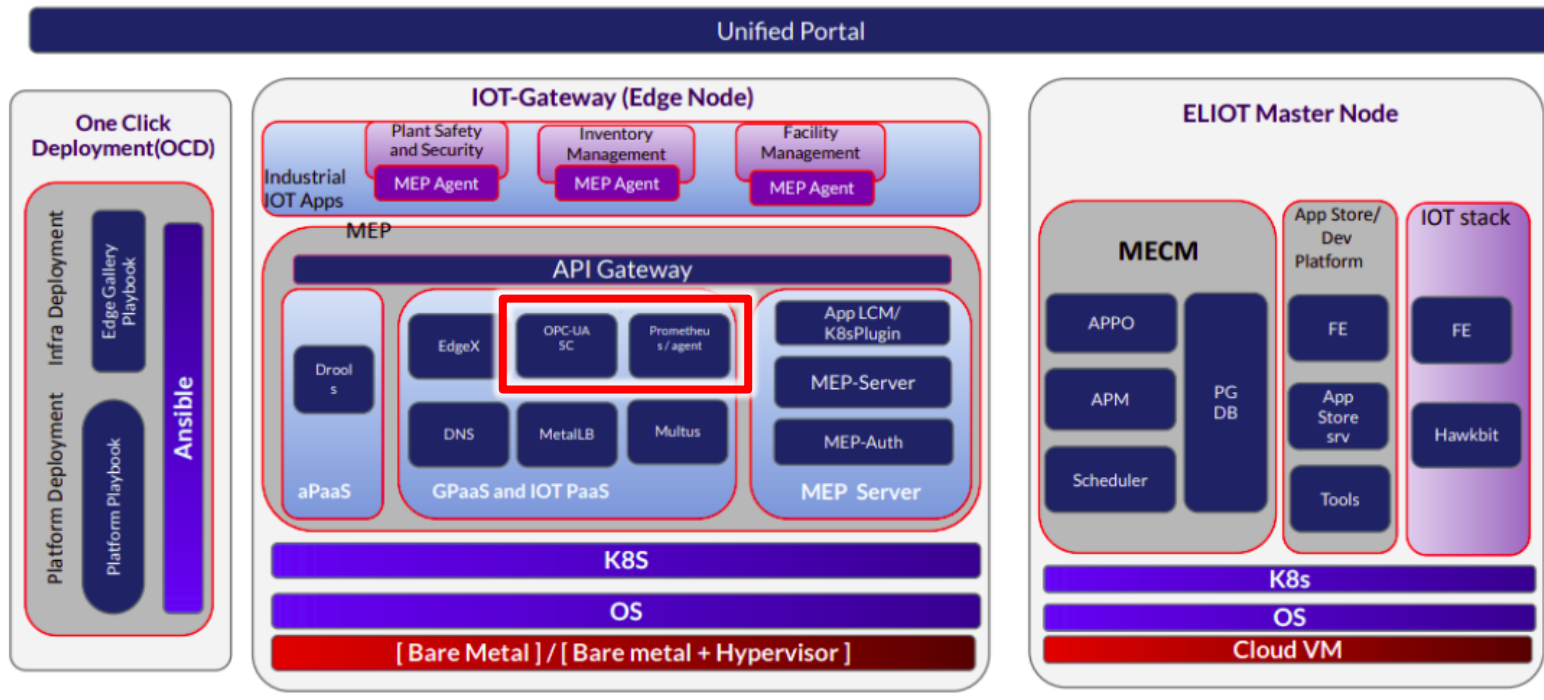 Unified Portal
One Click
Deployment(OCD)
Infra Deployment
Edge Gallery
Playbook
Platform Deployment
Platform Playbook
Ansible
IOT-Gateway (Edge Node)
Industrial
IOT Apps
Plant Safety
and Security
MEP Agent
Inventory
Management
MEP Agent
Facility
Management
MEP Agent
MEP
API Gateway
Drool
s
aPaaS
EdgeX
OPC-UA
SC
Prometheu
s / agent
DNS
MetalLB
Multus
GPaaS and IOT PaaS
App LCM/
K8sPlugin
MEP-Server
MEP-Auth
MEP Server
K8S
OS
[ Bare Metal ] / [ Bare metal + Hypervisor ]
ELIOT Master Node
MECM
APPO
APM
Scheduler
PG
DB
App Store/
Dev
Platform
FE
App
Store
srv
Tools
IOT stack
FE
Hawkbit
K8s
OS
Cloud VM